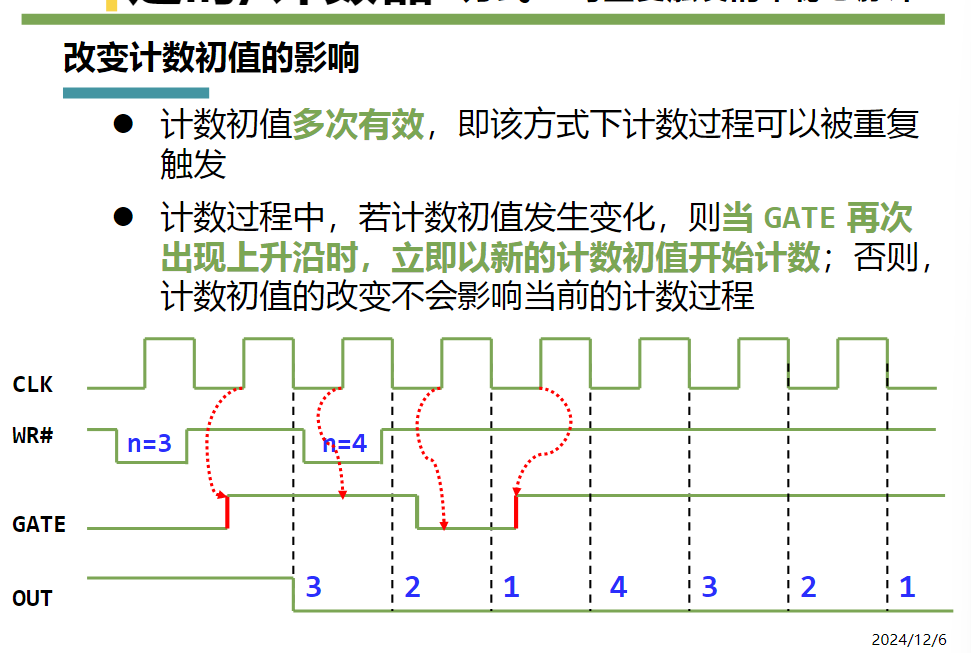 改变计数初值的影响
● 计数初值多次有效，即该方式下计数过程可以被重复
触发
● 计数过程中，若计数初值发生变化，则当 GATE 再次
出现上升沿时，立即以新的计数初值开始计数；否则，
计数初值的改变不会影响当前的计数过程
CLK
WR# n=3 n=4
GATE
OUT 3 2 1 4 3 2 1
2024/12/6